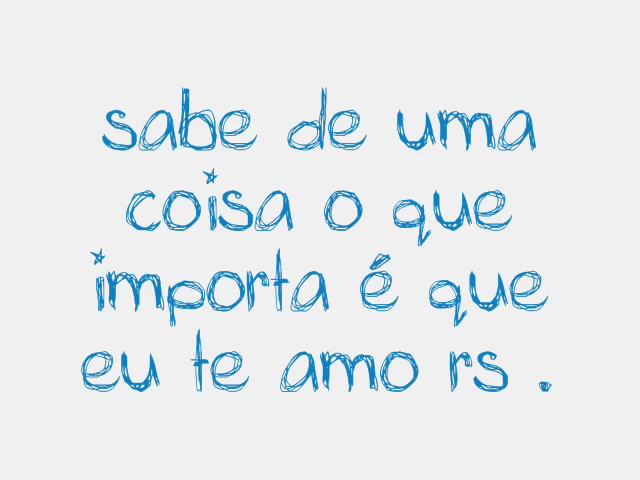 sabe de uma
coisa o que
importa é que
eu te amo rs .